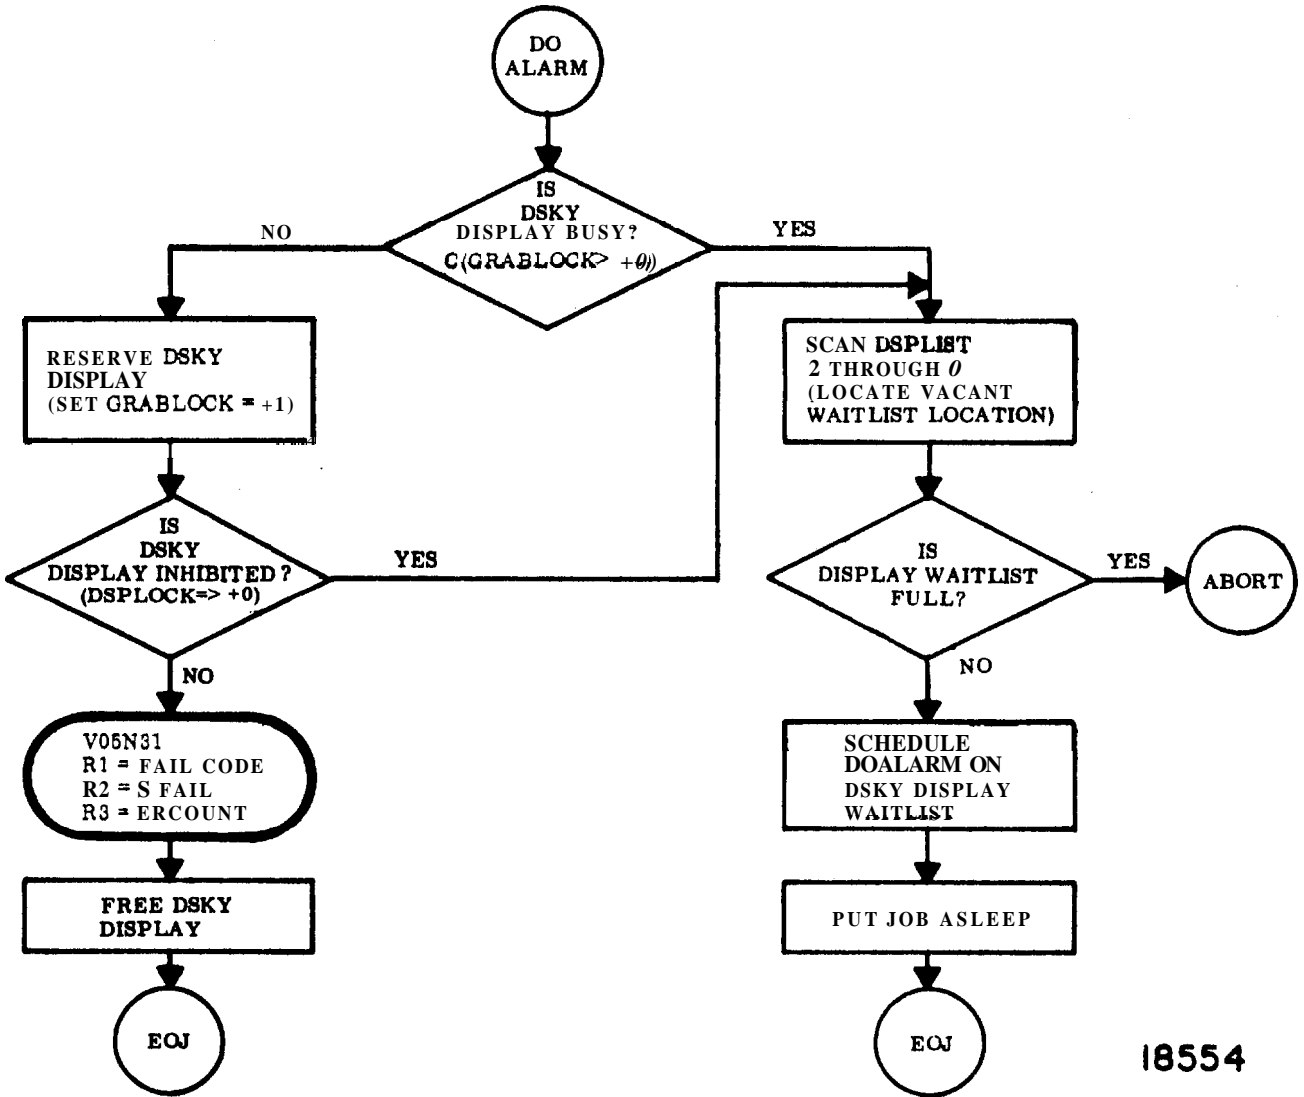 DO
ALARM
IS
DSKY
DISPLAY BUSY?
C(GRABLOCK> +0))
NO
YES
RESERVE DSKY
DISPLAY
(SET GRABLOCK = +1)
SCAN DSPLIST
2 THROUGH 0
(LOCATE VACANT
WAITLIST LOCATION)
IS
DSKY
DISPLAY INHIBITED?
(DSPLOCK=> +0)
YES
IS
DISPLAY WAITLIST
FULL?
YES
ABORT
NO
NO
V05N31
R1 = FAIL CODE
R2 = S FAIL
R3 = ERCOUNT
SCHEDULE
DOALARM ON
DSKY DISPLAY
WAITLIST
FREE DSKY
DISPLAY
PUT JOB ASLEEP
EOJ
EOJ
18554